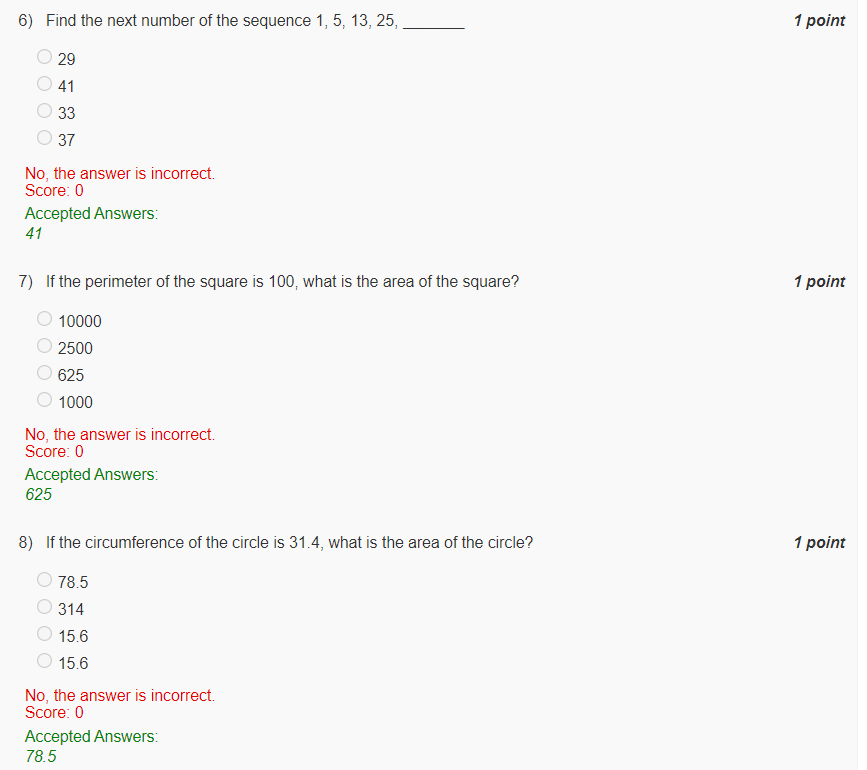 6) Find the next number of the sequence 1, 5, 13, 25, _______ 1 point
29
41
33
37
No, the answer is incorrect.
Score: 0
Accepted Answers:
41
7) If the perimeter of the square is 100, what is the area of the square? 1 point
10000
2500
625
1000
No, the answer is incorrect.
Score: 0
Accepted Answers:
625
8) If the circumference of the circle is 31.4, what is the area of the circle? 1 point
78.5
314
15.6
15.6
No, the answer is incorrect.
Score: 0
Accepted Answers:
78.5